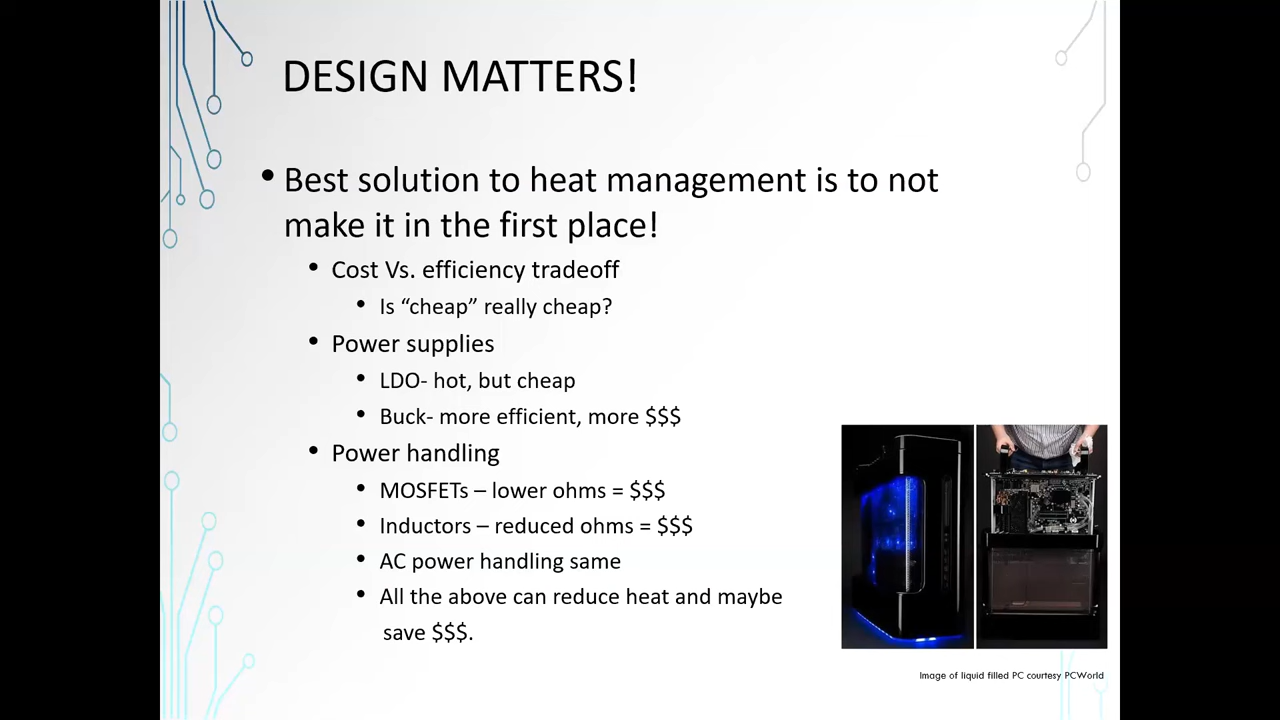 DESIGN MATTERS!
• Best solution to heat management is to not
make it in the first place!
• Cost Vs. efficiency tradeoff
• Is “cheap” really cheap?
• Power supplies
• LDO- hot, but cheap
• Buck- more efficient, more $$$
• Power handling
• MOSFETs – lower ohms = $$$
• Inductors – reduced ohms = $$$
• AC power handling same
• All the above can reduce heat and maybe
save $$$.
Image of liquid filled PC courtesy PCWorld